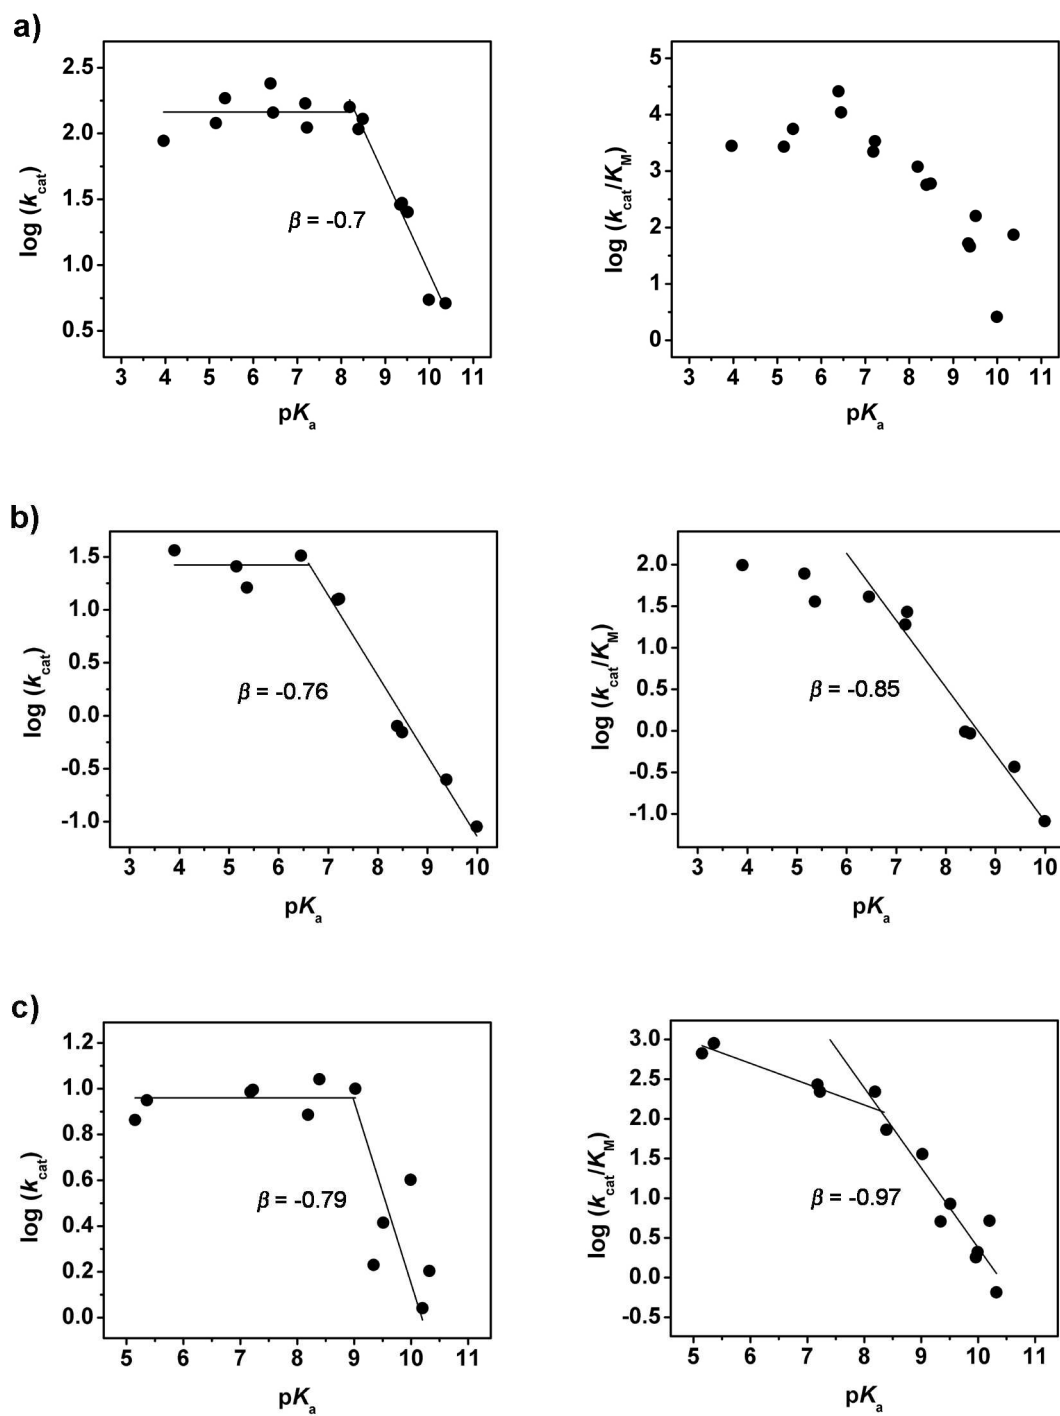 a)
2.5
2.0
1.5
1.0
0.5
log (kcat)
β = -0.7
3 4 5 6 7 8 9 10 11
pKa
5
4
3
2
1
0
log (kcat/KM)
3 4 5 6 7 8 9 10 11
pKa
b)
1.5
1.0
0.0
-0.5
-1.0
log (kcat)
β = -0.76
3 4 5 6 7 8 9 10
pKa
2.0
1.5
1.0
0.5
0.0
-0.5
-1.0
log (kcat/KM)
β = -0.85
3 4 5 6 7 8 9 10
pKa
c)
1.2
1.0
0.8
0.6
0.4
0.2
0.0
log (kcat)
β = -0.79
5 6 7 8 9 10 11
pKa
3.0
2.5
2.0
1.0
0.5
0.0
-0.5
log (kcat/KM)
β = -0.97
5 6 7 8 9 10 11
pKa